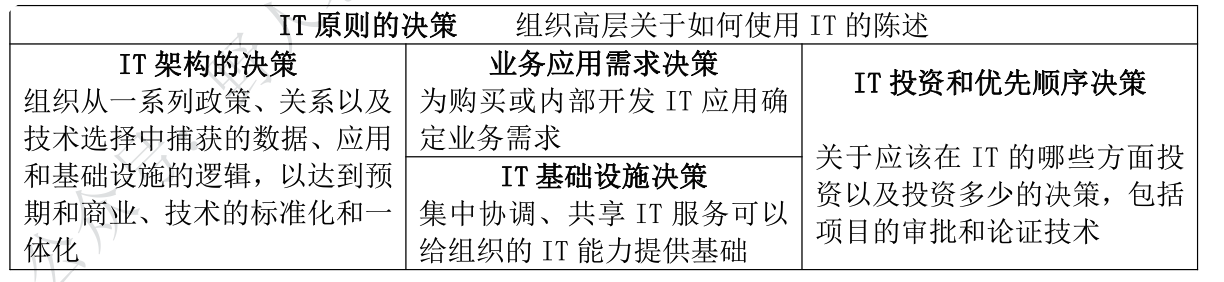 IT 原则的决策 组织高层关于如何使用 IT 的陈述
IT 架构的决策
组织从一系列政策、关系以及
技术选择中捕获的数据、应用
和基础设施的逻辑，以达到预
期和商业、技术的标准化和一
体化
业务应用需求决策
为购买或内部开发 IT 应用确
定业务需求
IT 基础设施决策
集中协调、共享 IT 服务可以
给组织的 IT 能力提供基础
IT 投资和优先顺序决策
关于应该在 IT 的哪些方面投
资以及投资多少的决策，包括
项目的审批和论证技术